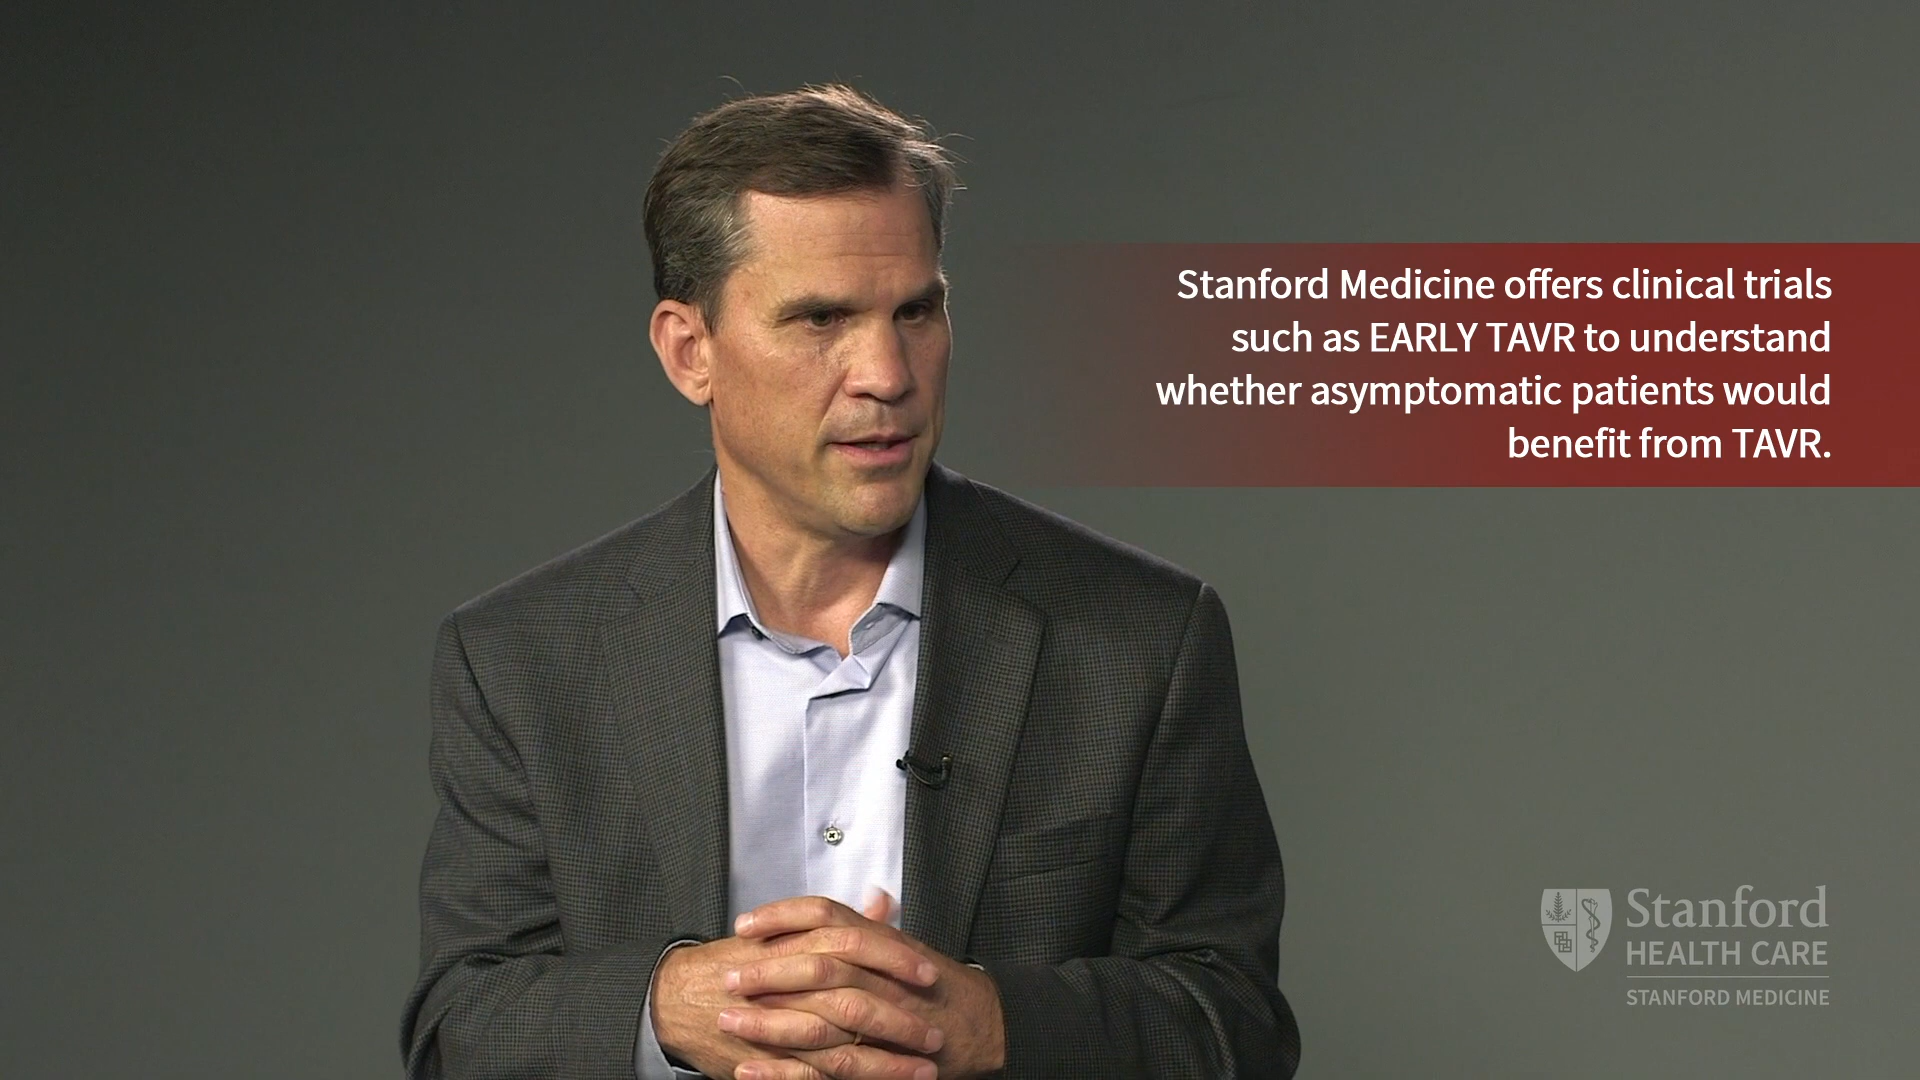 Stanford Medicine offers clinical trials
such as EARLY TAVR to understand
whether asymptomatic patients would
benefit from TAVR.
Stanford
HEALTH CARE
STANFORD MEDICINE